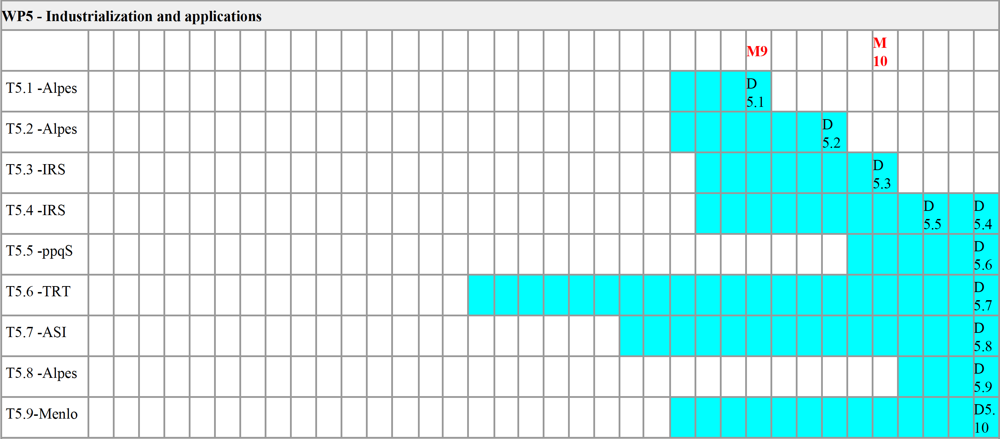 WP5 - Industrialization and applications
M9
M
10
T5.1 -Alpes
D
5.1
T5.2 -Alpes
D
5.2
T5.3 -IRS
D
5.3
T5.4 -IRS
D
5.5
D
5.4
T5.5 -ppqS
D
5.6
T5.6 -TRT
D
5.7
T5.7 -ASI
D
5.8
T5.8 -Alpes
D
5.9
T5.9-Menlo
D5.
10